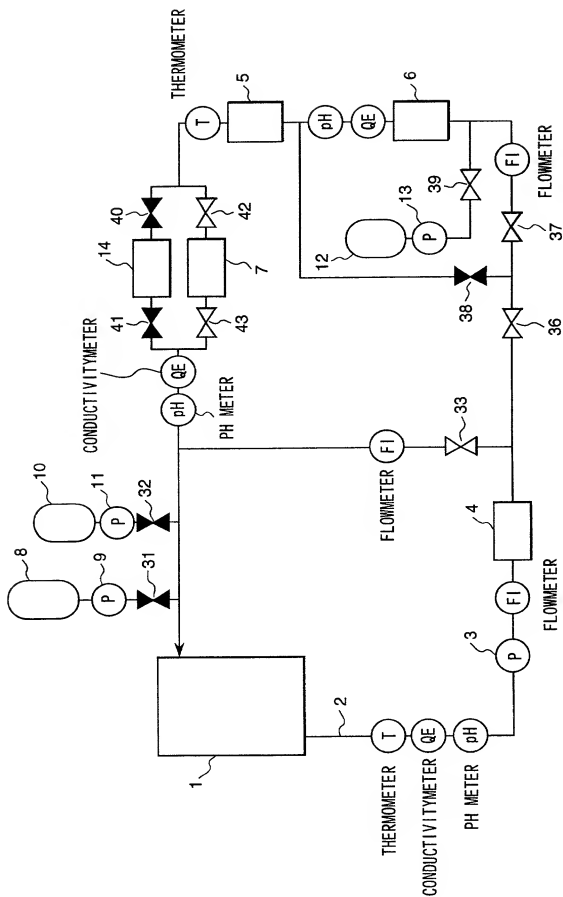 THERMOMETER
5
T
pH
QE
6
FI
FLOWMETER
40
42
14
7
41
43
39
13
P
12
37
38
36
CONDUCTIVITYMETER
QE
pH
PH METER
33
FI
FLOWMETER
10
11
P
32
8
9
P
31
4
FI
FLOWMETER
3
P
1
2
T
QE
pH
THERMOMETER
CONDUCTIVITYMETER
PH METER